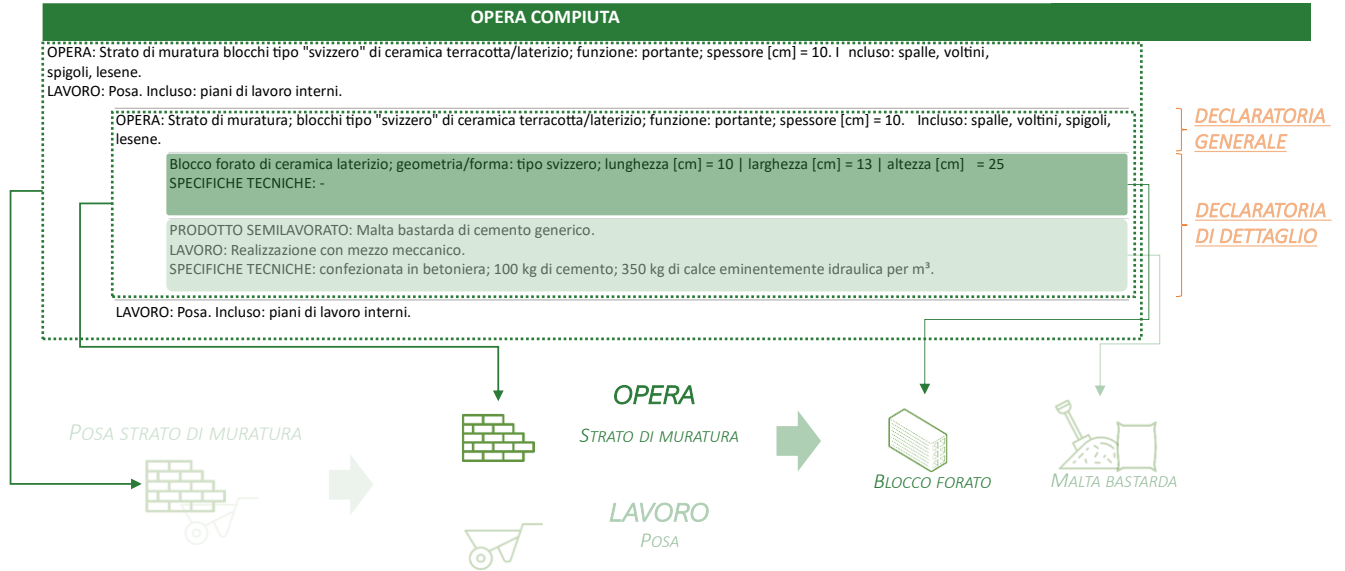 OPERA COMPIUTA
OPERA: Strato di muratura blocchi tipo "svizzero" di ceramica terracotta/laterizio; funzione: portante; spessore [cm] = 10. I ncluso: spalle, voltini,
spigoli, lesene.
LAVORO: Posa. Incluso: piani di lavoro interni.
OPERA: Strato di muratura; blocchi tipo "svizzero" di ceramica terracotta/laterizio; funzione: portante; spessore [cm] = 10. Incluso: spalle, voltini, spigoli,
lesene.
DECLARATORIA
GENERALE
Blocco forato di ceramica laterizio; geometria/forma: tipo svizzero; lunghezza [cm] = 10 | larghezza [cm] = 13 | altezza [cm] = 25
SPECIFICHE TECNICHE: -
DECLARATORIA
DI DETTAGLIO
PRODOTTO SEMILAVORATO: Malta bastarda di cemento generico.
LAVORO: Realizzazione con mezzo meccanico.
SPECIFICHE TECNICHE: confezionata in betoniera; 100 kg di cemento; 350 kg di calce eminentemente idraulica per m³.
LAVORO: Posa. Incluso: piani di lavoro interni.
POSA STRATO DI MURATURA
OPERA
STRATO DI MURATURA
BLOCCO FORATO
MALTA BASTARDA
LAVORO
POSA